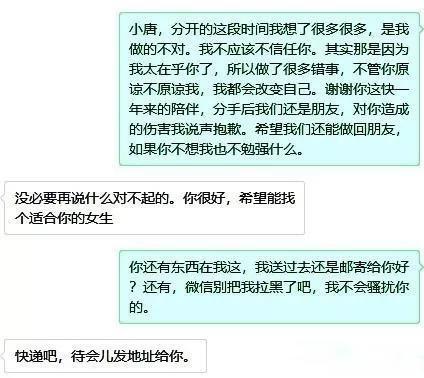 小唐，分开的这段时间我想了很多很多，是我
做的不对。我不应该不信任你。其实那是因为
我太在乎你了，所以做了很多错事，不管你原
谅不原谅我，我都会改变自己。谢谢你这快一
年来的陪伴，分手后我们还是朋友，对你造成
的伤害我说声抱歉。希望我们还能做回朋友，
如果你不想我也不勉强什么。
没必要再说什么对不起的。你很好，希望能找
个适合你的女生
你还有东西在我这，我送过去还是邮寄给你好
？还有，微信别把我拉黑了吧，我不会骚扰你
的。
快递吧，待会儿发地址给你。